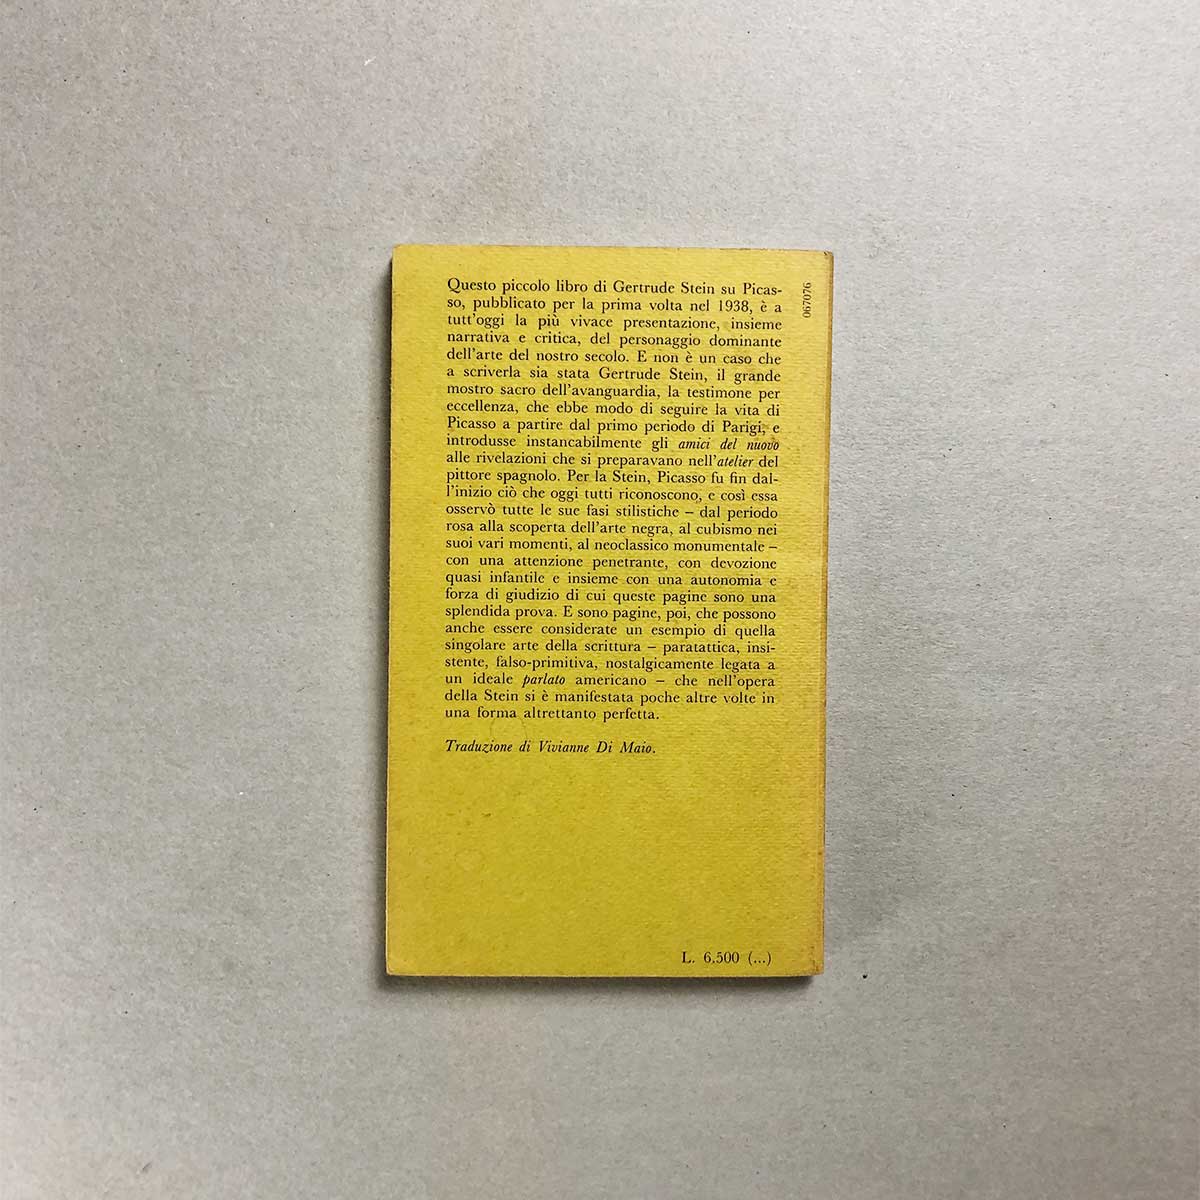 Questo piccolo libro di Gertrude Stein su Picas-
so, pubblicato per la prima volta nel 1938, è a
tutt'oggi la più vivace presentazione, insieme
narrativa e critica, del personaggio dominante
dell'arte del nostro secolo. E non è un caso che
a scriverla sia stata Gertrude Stein, il grande
mostro sacro dell'avanguardia, la testimone per
eccellenza, che ebbe modo di seguire la vita di
Picasso a partire dal primo periodo di Parigi, e
introdusse instancabilmente gli amici del nuovo
alle rivelazioni che si preparavano nell'atelier del
pittore spagnolo. Per la Stein, Picasso fu fin dal-
l'inizio ciò che oggi tutti riconoscono, e così essa
osservò tutte le sue fasi stilistiche – dal periodo
rosa alla scoperta dell'arte negra, al cubismo nei
suoi vari momenti, al neoclassico monumentale –
con una attenzione penetrante, con devozione
quasi infantile e insieme con una autonomia e
forza di giudizio di cui queste pagine sono una
splendida prova. E sono pagine, poi, che possono
anche essere considerate un esempio di quella
singolare arte della scrittura – paratattica, insi-
stente, falso-primitiva, nostalgicamente legata a
un ideale parlato americano – che nell'opera
della Stein si è manifestata poche altre volte in
una forma altrettanto perfetta.
Traduzione di Vivianne Di Maio.
L. 6.500 (...)
067076